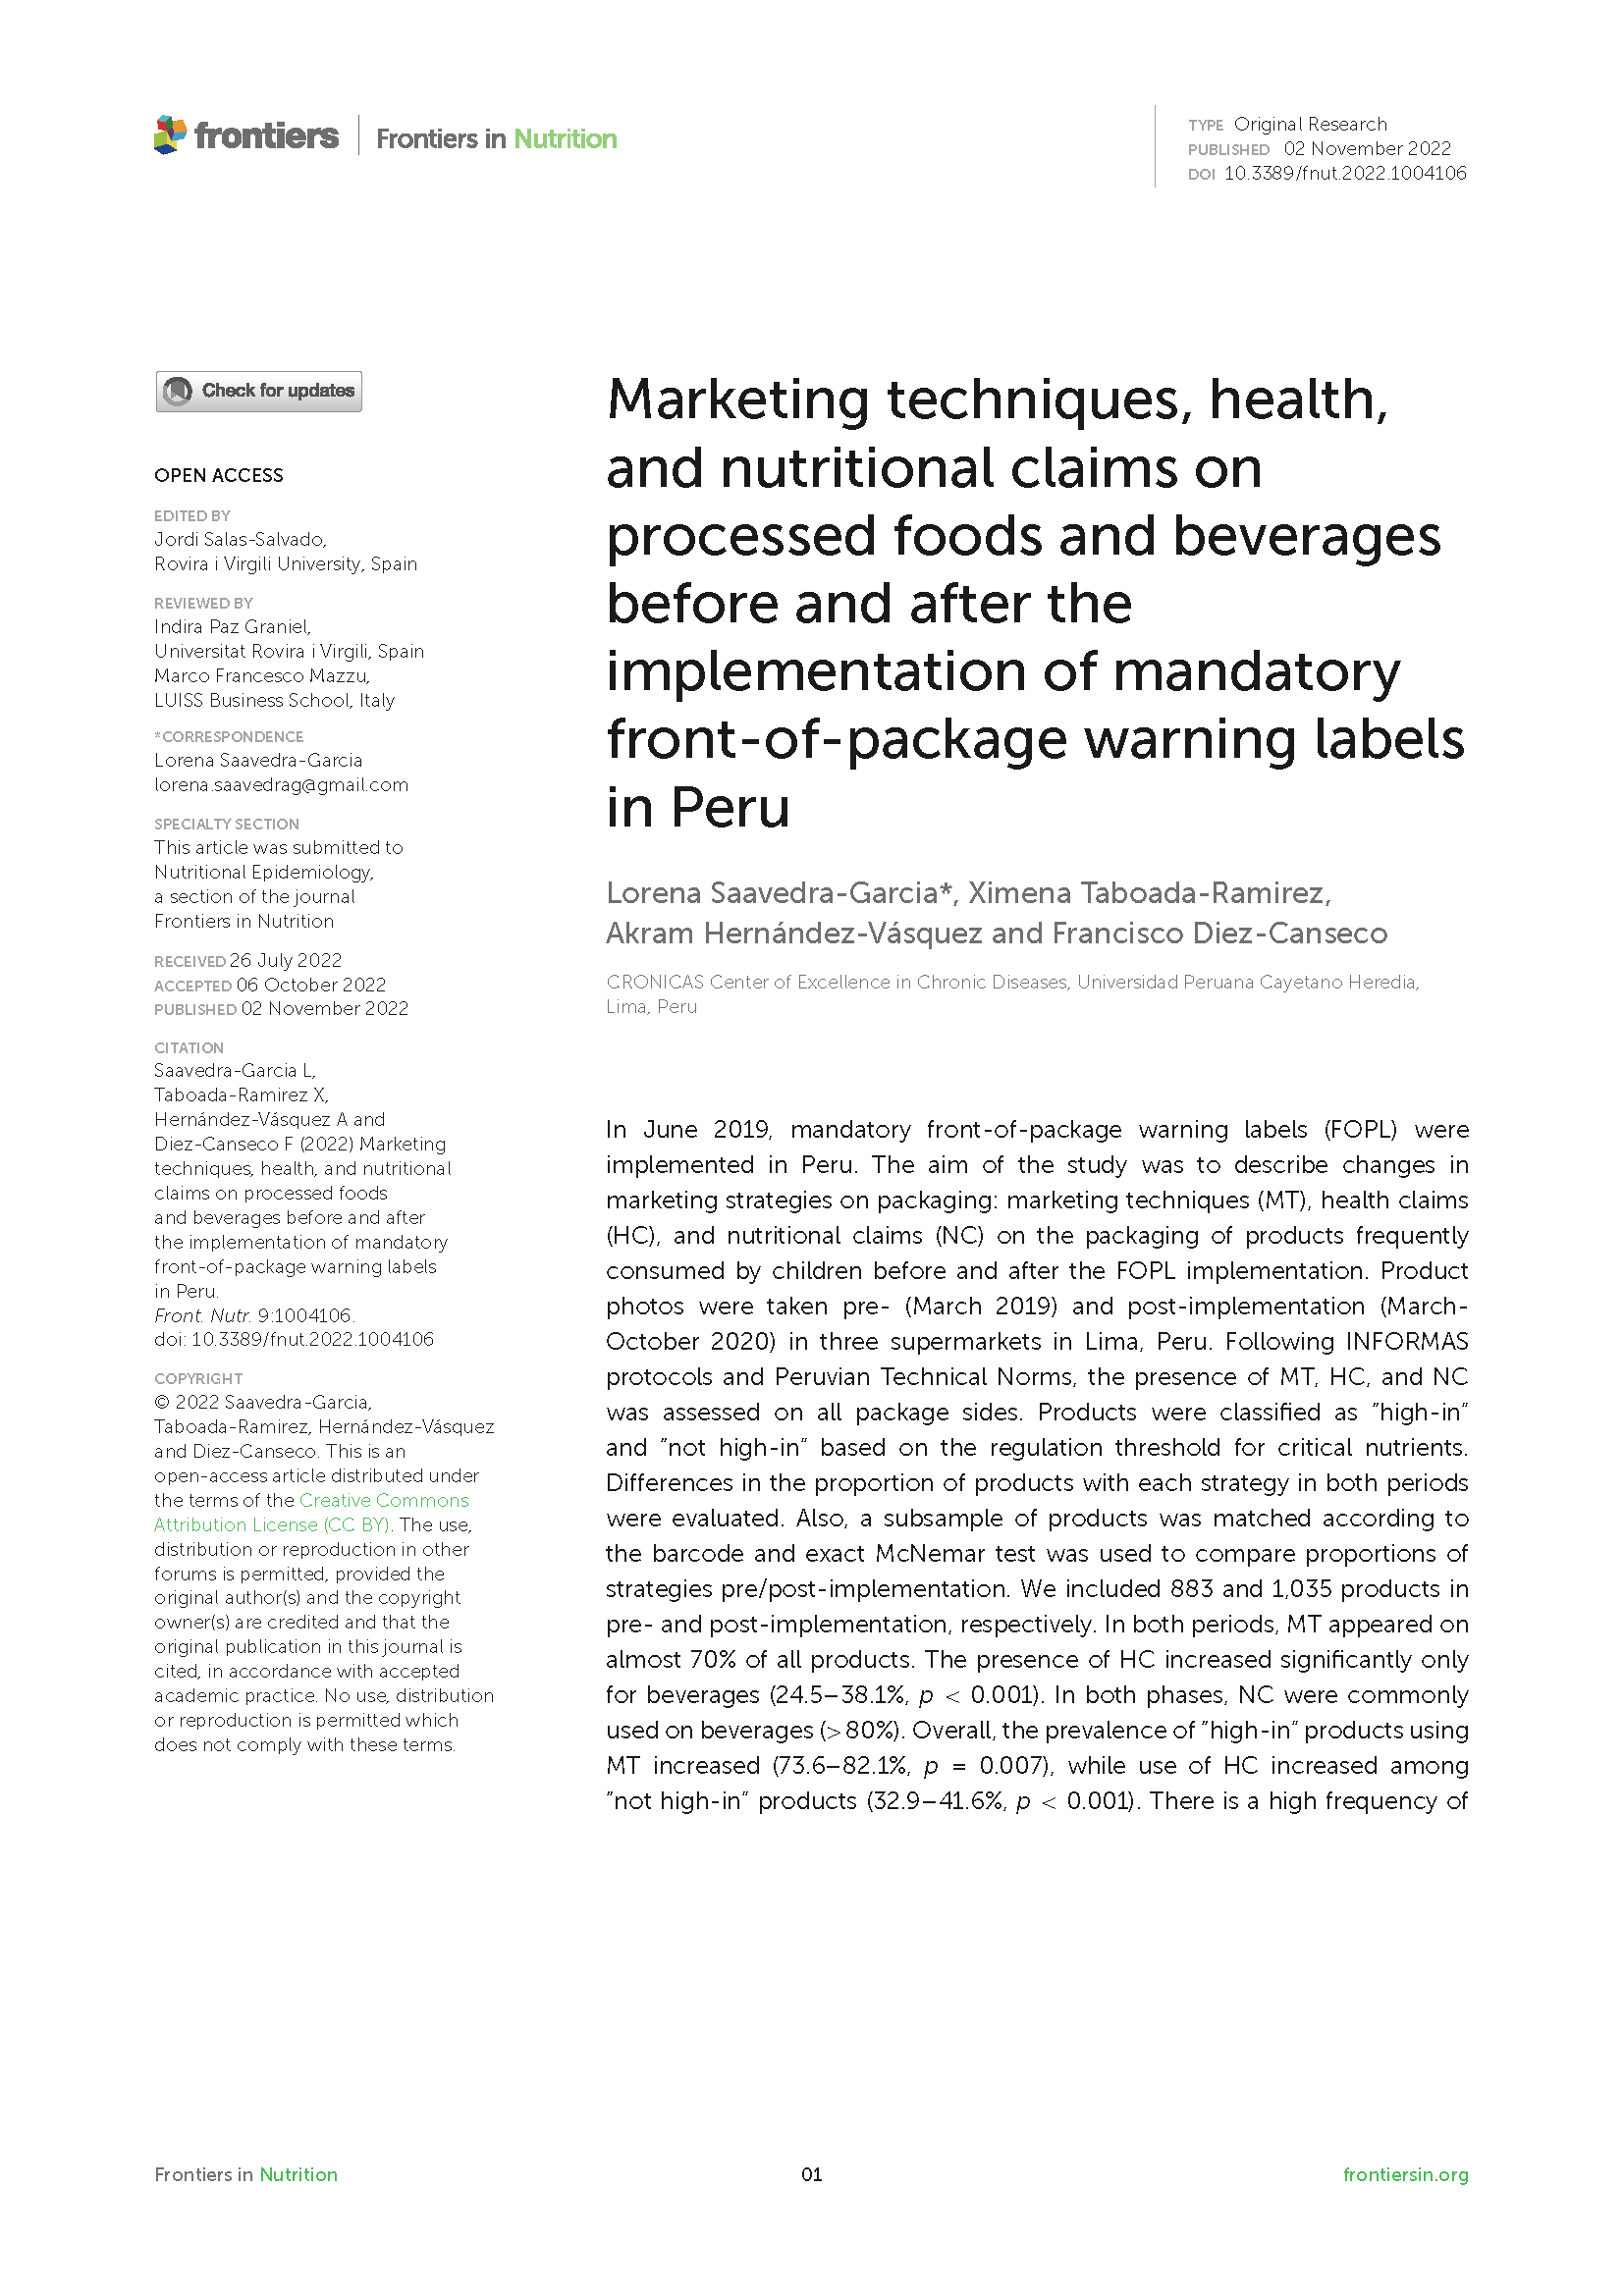 frontiers | Frontiers in Nutrition
TYPE Original Research
PUBLISHED 02 November 2022
DOI 10.3389/fnut.2022.1004106
Check for updates
OPEN ACCESS
EDITED BY
Jordi Salas-Salvado,
Rovira i Virgili University, Spain
REVIEWED BY
Indira Paz Graniel,
Universitat Rovira i Virgili, Spain
Marco Francesco Mazzu,
LUISS Business School, Italy
*CORRESPONDENCE
Lorena Saavedra-Garcia
lorena.saavedrag@gmail.com
SPECIALTY SECTION
This article was submitted to
Nutritional Epidemiology,
a section of the journal
Frontiers in Nutrition
RECEIVED 26 July 2022
ACCEPTED 06 October 2022
PUBLISHED 02 November 2022
CITATION
Saavedra-Garcia L,
Taboada-Ramirez X,
Hernández-Vásquez A and
Diez-Canseco F (2022) Marketing
techniques, health, and nutritional
claims on processed foods
and beverages before and after
the implementation of mandatory
front-of-package warning labels
in Peru.
Front. Nutr. 9:1004106.
doi: 10.3389/fnut.2022.1004106
COPYRIGHT
© 2022 Saavedra-Garcia,
Taboada-Ramirez, Hernández-Vásquez
and Diez-Canseco. This is an
open-access article distributed under
the terms of the Creative Commons
Attribution License (CC BY). The use,
distribution or reproduction in other
forums is permitted, provided the
original author(s) and the copyright
owner(s) are credited and that the
original publication in this journal is
cited, in accordance with accepted
academic practice. No use, distribution
or reproduction is permitted which
does not comply with these terms.
Marketing techniques, health,
and nutritional claims on
processed foods and beverages
before and after the
implementation of mandatory
front-of-package warning labels
in Peru
Lorena Saavedra-Garcia*, Ximena Taboada-Ramirez,
Akram Hernández-Vásquez and Francisco Diez-Canseco
CRONICAS Center of Excellence in Chronic Diseases, Universidad Peruana Cayetano Heredia,
Lima, Peru
In June 2019, mandatory front-of-package warning labels (FOPL) were
implemented in Peru. The aim of the study was to describe changes in
marketing strategies on packaging: marketing techniques (MT), health claims
(HC), and nutritional claims (NC) on the packaging of products frequently
consumed by children before and after the FOPL implementation. Product
photos were taken pre- (March 2019) and post-implementation (March-
October 2020) in three supermarkets in Lima, Peru. Following INFORMAS
protocols and Peruvian Technical Norms, the presence of MT, HC, and NC
was assessed on all package sides. Products were classified as "high-in"
and "not high-in" based on the regulation threshold for critical nutrients.
Differences in the proportion of products with each strategy in both periods
were evaluated. Also, a subsample of products was matched according to
the barcode and exact McNemar test was used to compare proportions of
strategies pre/post-implementation. We included 883 and 1,035 products in
pre- and post-implementation, respectively. In both periods, MT appeared on
almost 70% of all products. The presence of HC increased significantly only
for beverages (24.5–38.1%, p < 0.001). In both phases, NC were commonly
used on beverages (>80%). Overall, the prevalence of "high-in" products using
MT increased (73.6–82.1%, p = 0.007), while use of HC increased among
"not high-in" products (32.9–41.6%, p < 0.001). There is a high frequency of
Frontiers in Nutrition
01
frontiersin.org